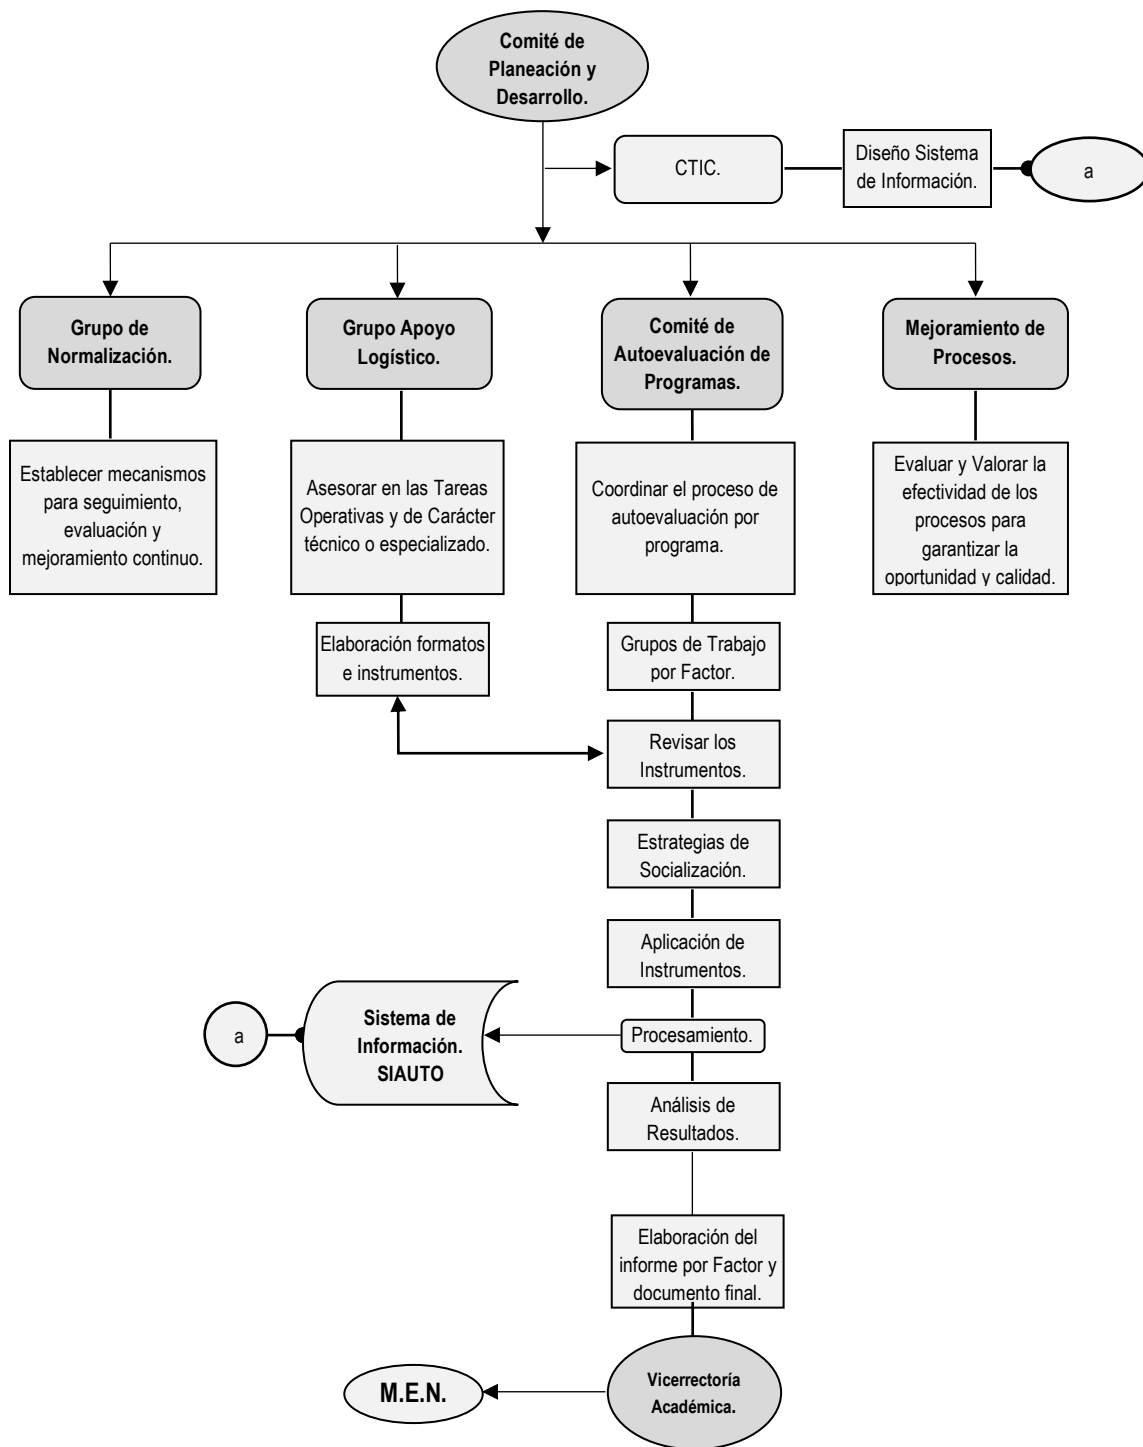 Comité de
Planeación y
Desarrollo.
CTIC.
Diseño Sistema
de Información.
a
Grupo de
Normalización.
Grupo Apoyo
Logístico.
Comité de
Autoevaluación de
Programas.
Mejoramiento de
Procesos.
Establecer mecanismos
para seguimiento,
evaluación y
mejoramiento continuo.
Asesorar en las Tareas
Operativas y de Carácter
técnico o especializado.
Coordinar el proceso de
autoevaluación por
programa.
Evaluar y Valorar la
efectividad de los
procesos para
garantizar la
oportunidad y calidad.
Elaboración formatos
e instrumentos.
Grupos de Trabajo
por Factor.
Revisar los
Instrumentos.
Estrategias de
Socialización.
Aplicación de
Instrumentos.
a
Sistema de
Información.
SIAUTO
Procesamiento.
Análisis de
Resultados.
Elaboración del
informe por Factor y
documento final.
Vicerrectoría
Académica.
M.E.N.